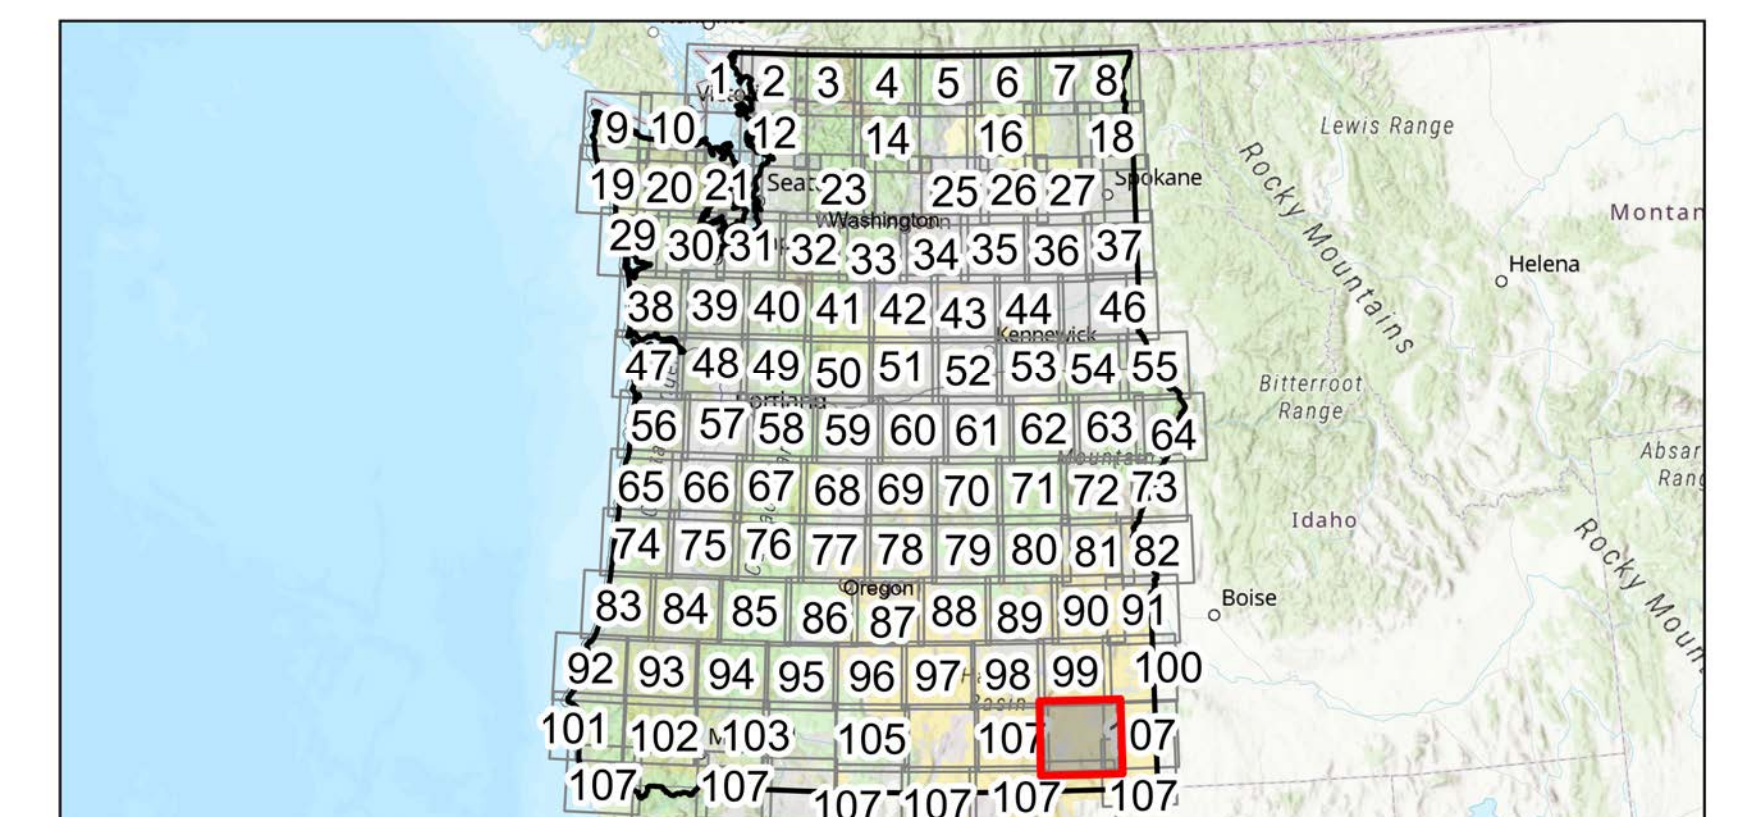 1 2 3 4 5 6 7 8
Lewis Range
9 10 12 14 16 18
19 20 21 Seat 23 25 26 27 Spokane
Washington
Montan
29 30 31 32 33 34 35 36 37
Helena
38 39 40 41 42 43 44 46
Kennewick
Rocky Mountains
47 48 49 50 51 52 53 54 55
Bitterroot
Range
Portland
56 57 58 59 60 61 62 63 64
Mountain
Absar
Rang
65 66 67 68 69 70 71 72 73
Idaho
74 75 76 77 78 79 80 81 82
Oregon
Boise
83 84 85 86 87 88 89 90 91
Rocky Moun
92 93 94 95 96 97 98 99 100
Basin
101 102 103 105 107 07
107 107 107 107 107 107